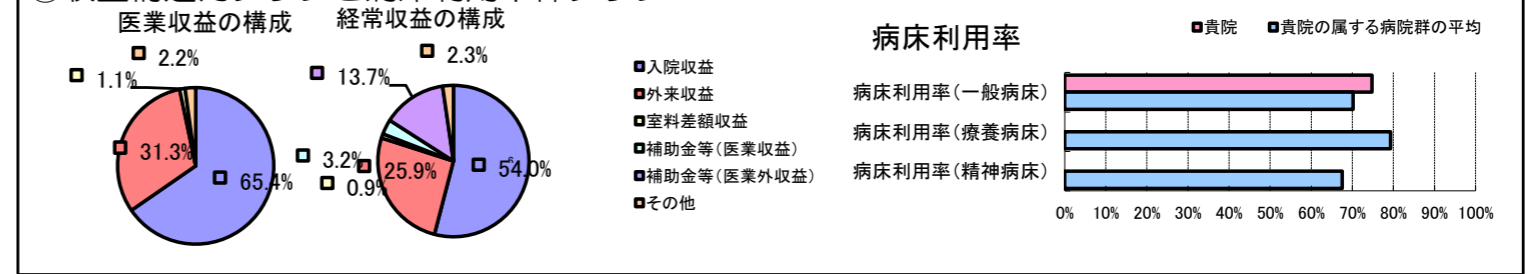 医業収益の構成
2.2%
1.1%
31.3%
65.4%
経常収益の構成
2.3%
13.7%
3.2%
0.9%
25.9%
54.0%
入院収益
外来収益
室料差額収益
補助金等(医業収益)
補助金等(医業外収益)
その他
病床利用率
貴院 貴院の属する病院群の平均
病床利用率(一般病床)
病床利用率(療養病床)
病床利用率(精神病床)
0% 10% 20% 30% 40% 50% 60% 70% 80% 90% 100%